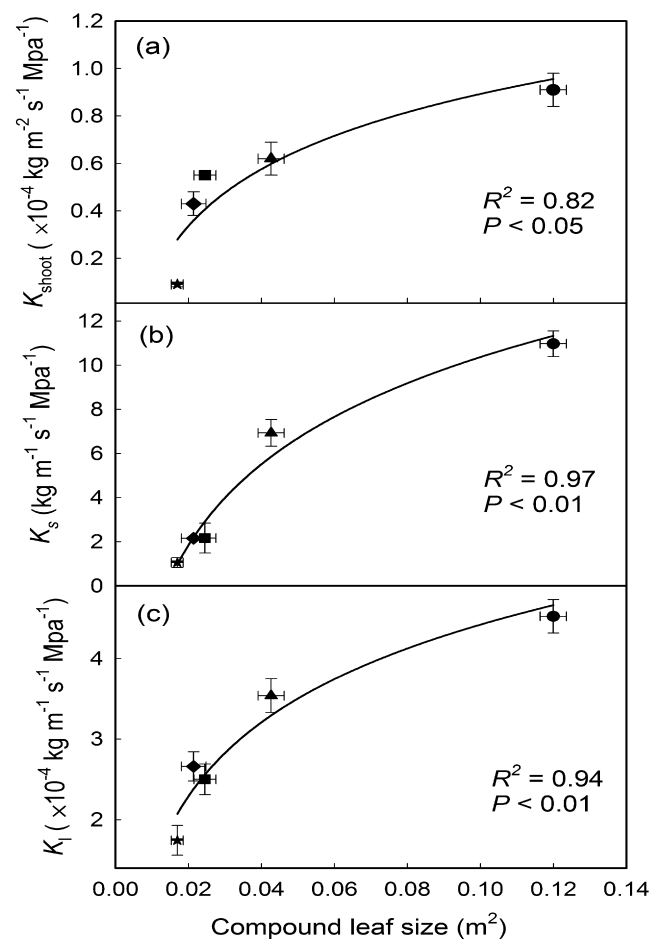 1.2
(a)
1.0
0.8
0.6
0.4
0.2
K_shoot ( ×10⁻⁴ kg m⁻² s⁻¹ Mpa⁻¹)
R² = 0.82
P < 0.05
12
(b)
10
8
6
4
2
0
K_s (kg m⁻¹ s⁻¹ Mpa⁻¹)
R² = 0.97
P < 0.01
(c)
4
3
2
K_l ( ×10⁻⁴ kg m⁻¹ s⁻¹ Mpa⁻¹)
R² = 0.94
P < 0.01
0.00 0.02 0.04 0.06 0.08 0.10 0.12 0.14
Compound leaf size (m²)